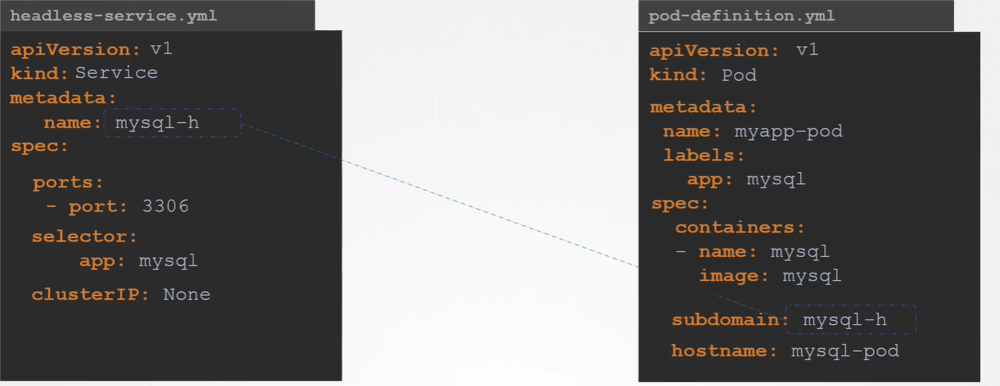 headless-service.yml
apiVersion: v1
kind: Service
metadata:
name: mysql-h
spec:
ports:
- port: 3306
selector:
app: mysql
clusterIP: None
pod-definition.yml
apiVersion: v1
kind: Pod
metadata:
name: myapp-pod
labels:
app: mysql
spec:
containers:
- name: mysql
image: mysql
subdomain: mysql-h
hostname: mysql-pod